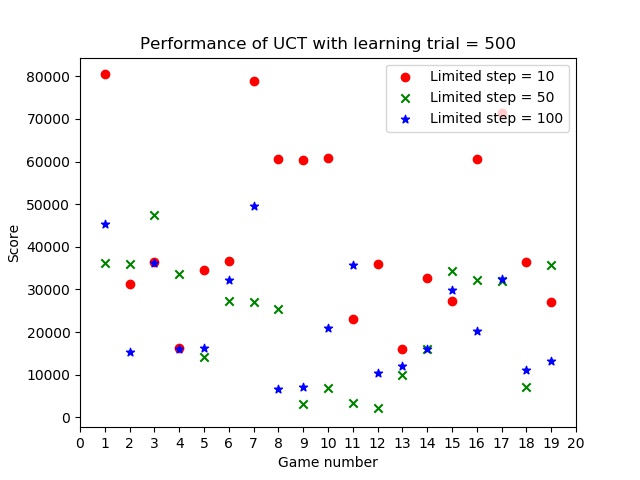 Performance of UCT with learning trial = 500
Limited step = 10
Limited step = 50
Limited step = 100
80000
70000
60000
50000
40000
30000
20000
10000
0
Score
0 1 2 3 4 5 6 7 8 9 10 11 12 13 14 15 16 17 18 19 20
Game number